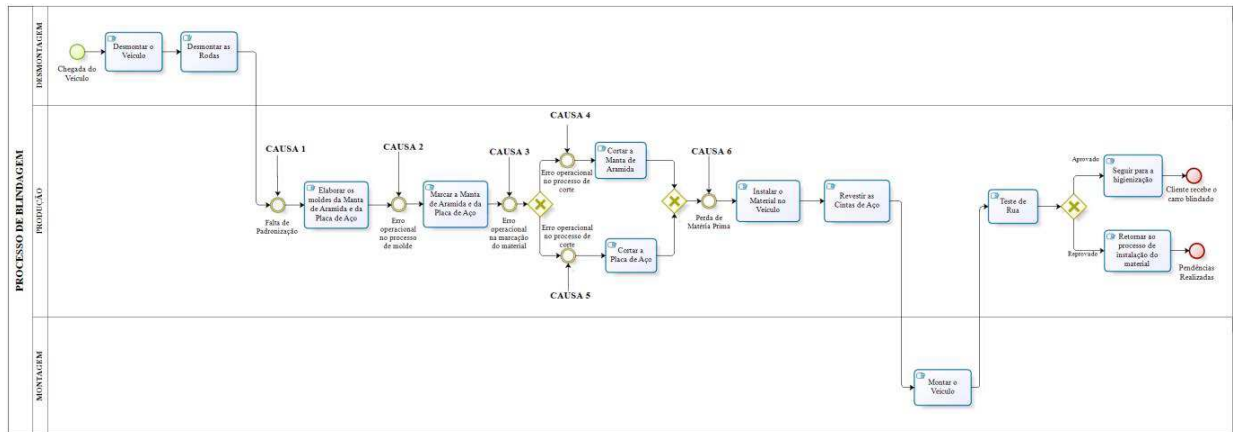 PROCESSO DE BLINDAGEM
DESMONTAGEM
Chegada do
Veículo
Desmontar o
Veículo
Desmontar as
Rodas
PRODUÇÃO
CAUSA 1
Falta de
Padronização
Elaborar os
moldes da Manta
de Aramida e da
Placa de Aço
CAUSA 2
Erro
operacional
no processo
de molde
Marcar a Manta
de Aramida e da
Placa de Aço
CAUSA 3
Erro
operacional
na marcação
do material
CAUSA 4
Erro operacional
no processo de
corte
Cortar a
Manta de
Aramida
Erro operacional
no processo de
corte
CAUSA 5
Cortar a
Placa de Aço
CAUSA 6
Perda de
Matéria Prima
Instalar o
Material no
Veículo
Revestir as
Cintas de Aço
Teste de
Rua
Aprovado
Seguir para a
higienização
Cliente recebe o
carro blindado
Reprovado
Retornar ao
processo de
instalação do
material
Pendências
Realizadas
MONTAGEM
Montar o
Veículo